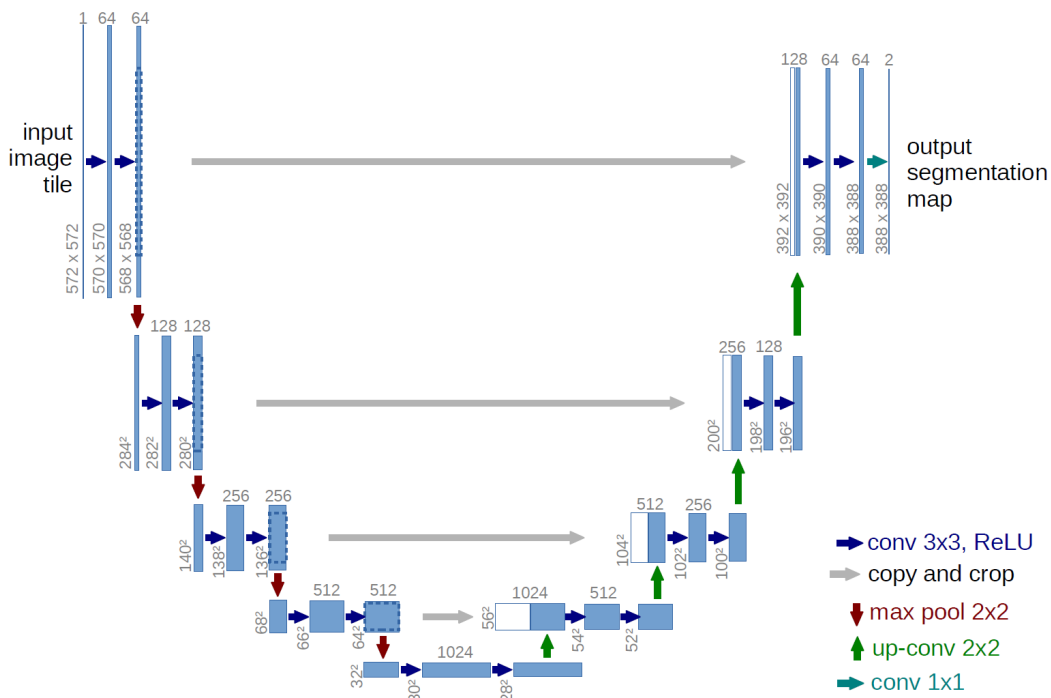 1 64 64
128 64 64 2
input
image
tile
output
segmentation
map
572 x 572
570 x 570
568 x 568
392 x 392
390 x 390
388 x 388
388 x 388
128 128
256 128
284²
282²
280²
200²
198²
196²
256 256
512 256
140²
138²
136²
104²
102²
100²
512 512
1024 512
68²
66²
64²
56²
54²
52²
1024
32²
28²
conv 3x3, ReLU
copy and crop
max pool 2x2
up-conv 2x2
conv 1x1